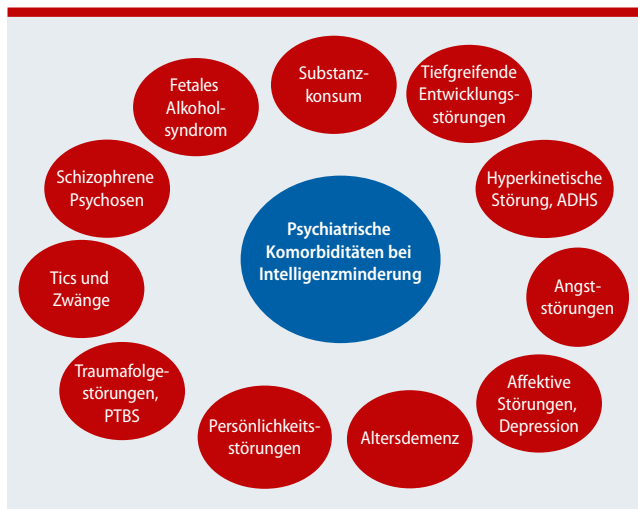 Substanz-
konsum
Tiefgreifende
Entwicklungs-
störungen
Hyperkinetische
Störung, ADHS
Angst-
störungen
Affektive
Störungen,
Depression
Altersdemenz
Persönlichkeits-
störungen
Traumafolge-
störungen,
PTBS
Tics und
Zwänge
Schizophrene
Psychosen
Fetales
Alkohol-
syndrom
Psychiatrische
Komorbiditäten bei
Intelligenzminderung